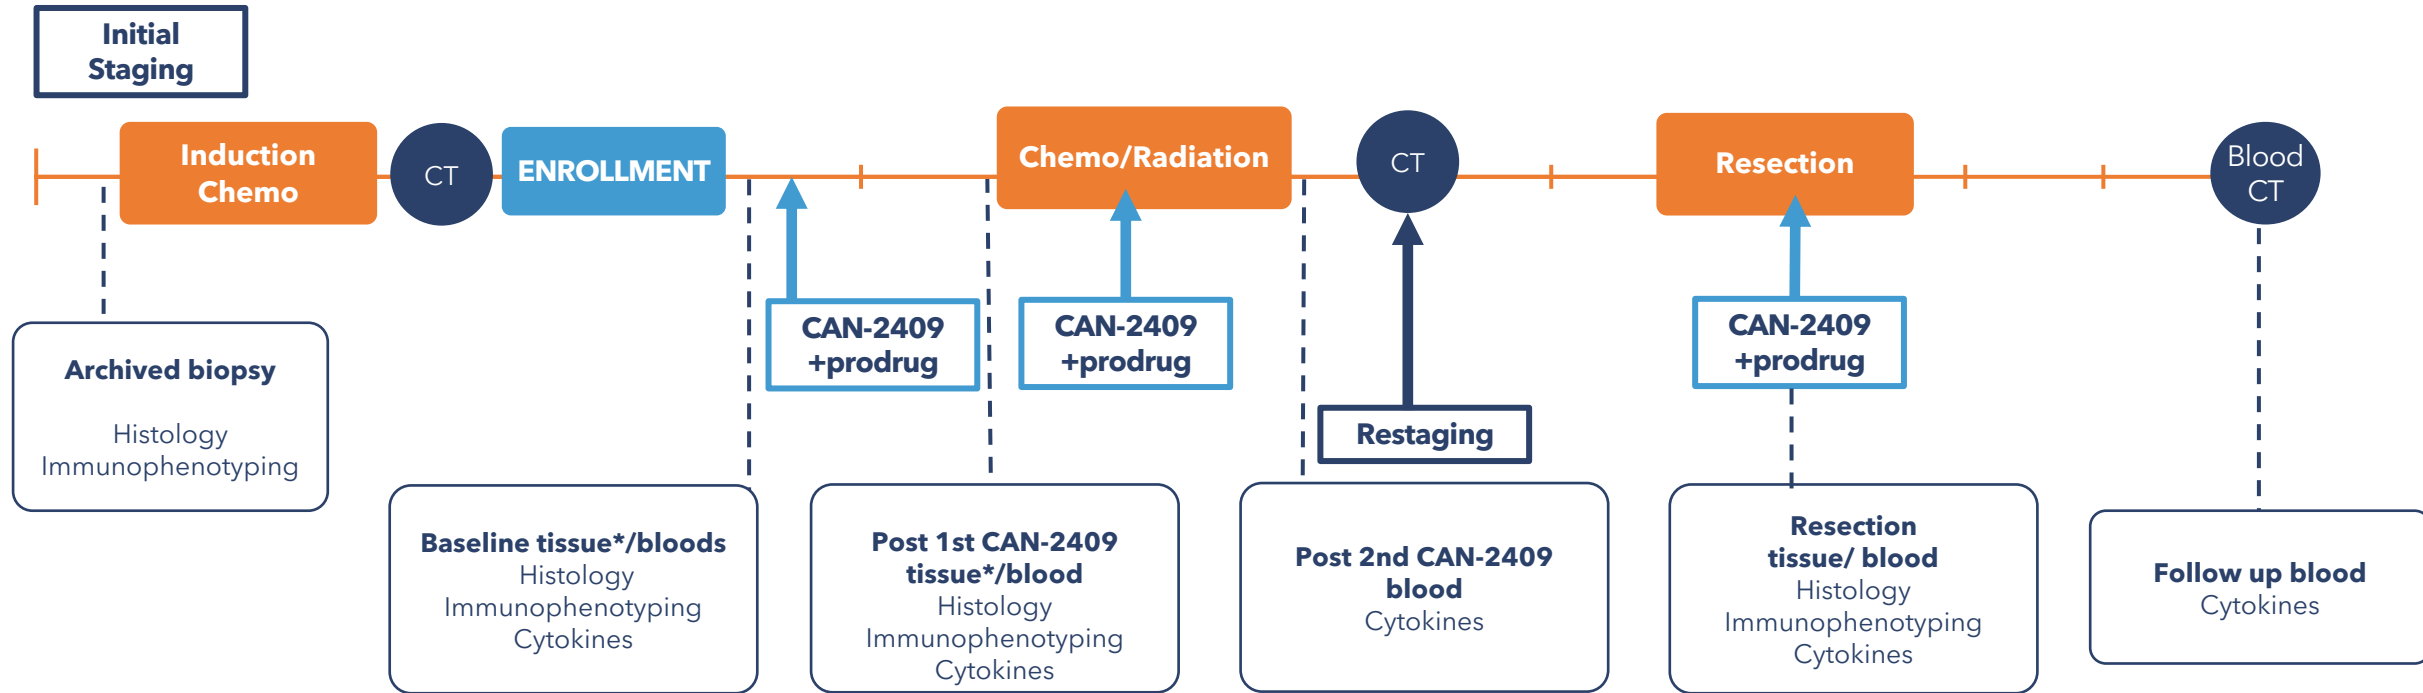 Initial
Staging
Induction
Chemo
CT
ENROLLMENT
Chemo/Radiation
CT
Resection
Blood
CT
CAN-2409
+prodrug
CAN-2409
+prodrug
CAN-2409
+prodrug
Restaging
Archived biopsy
Histology
Immunophenotyping
Baseline tissue*/bloods
Histology
Immunophenotyping
Cytokines
Post 1st CAN-2409
tissue*/blood
Histology
Immunophenotyping
Cytokines
Post 2nd CAN-2409
blood
Cytokines
Resection
tissue/ blood
Histology
Immunophenotyping
Cytokines
Follow up blood
Cytokines